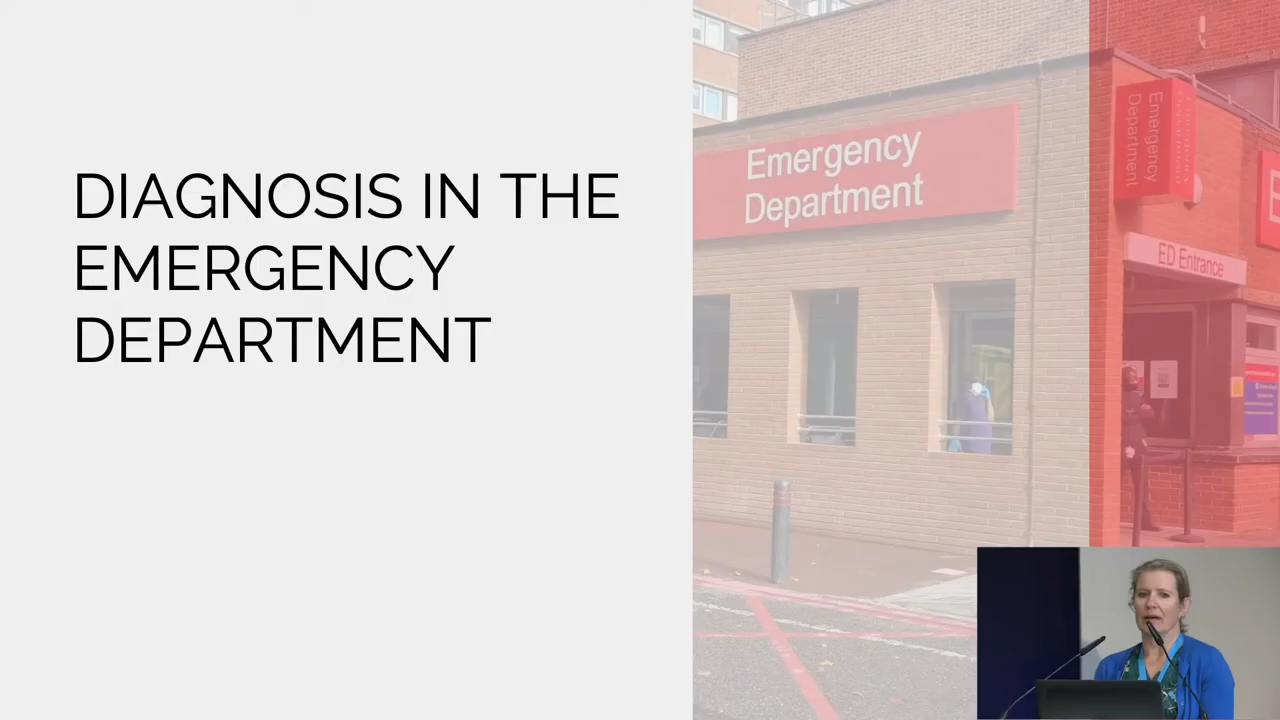 DIAGNOSIS IN THE
EMERGENCY
DEPARTMENT
Emergency
Department
Emergency
Department
ED Entrance